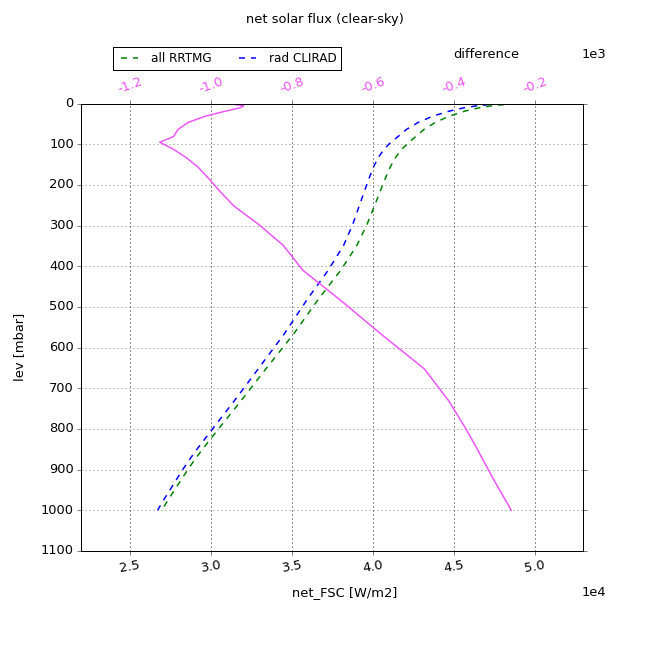 net solar flux (clear-sky)
all RRTMG rad CLIRAD difference 1e3
-1.2 -1.0 -0.8 -0.6 -0.4 -0.2
0
100
200
300
400
500
600
700
800
900
1000
1100
lev [mbar]
2.5 3.0 3.5 4.0 4.5 5.0
net_FSC [W/m2] 1e4